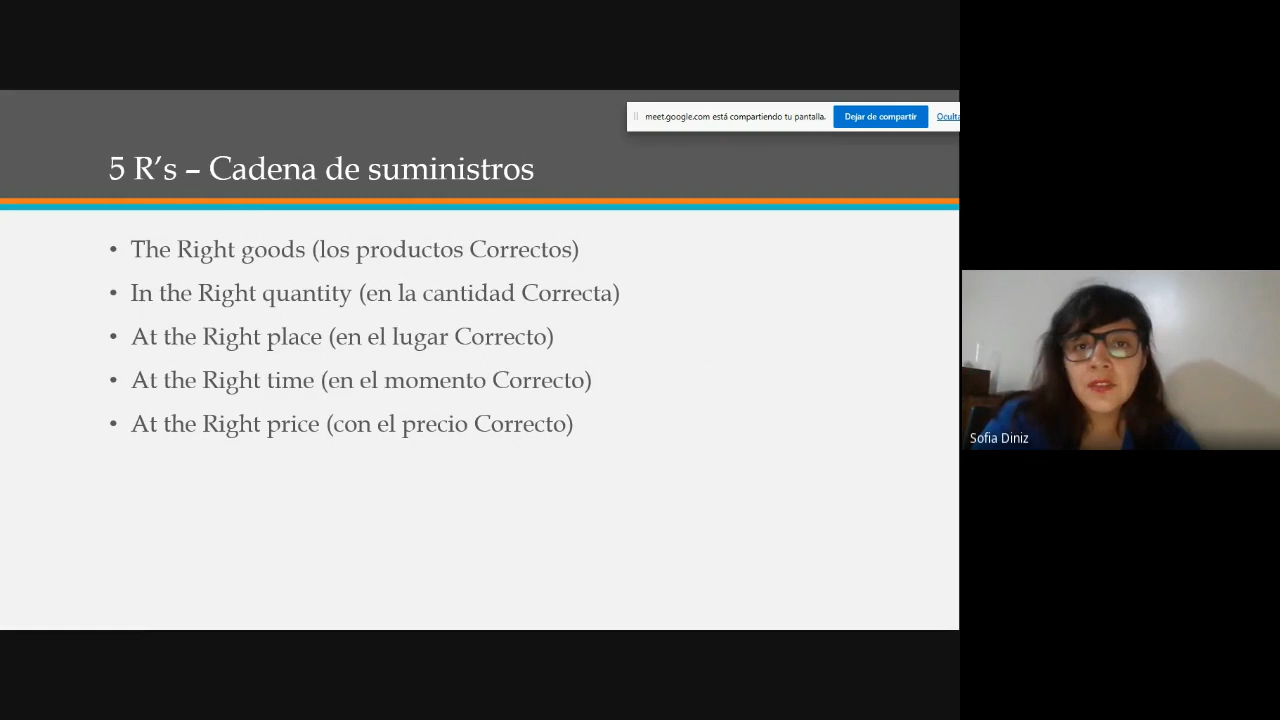 meet.google.com está compartiendo tu pantalla.
Dejar de compartir
5 R’s – Cadena de suministros
• The Right goods (los productos Correctos)
• In the Right quantity (en la cantidad Correcta)
• At the Right place (en el lugar Correcto)
• At the Right time (en el momento Correcto)
• At the Right price (con el precio Correcto)
Sofia Diniz